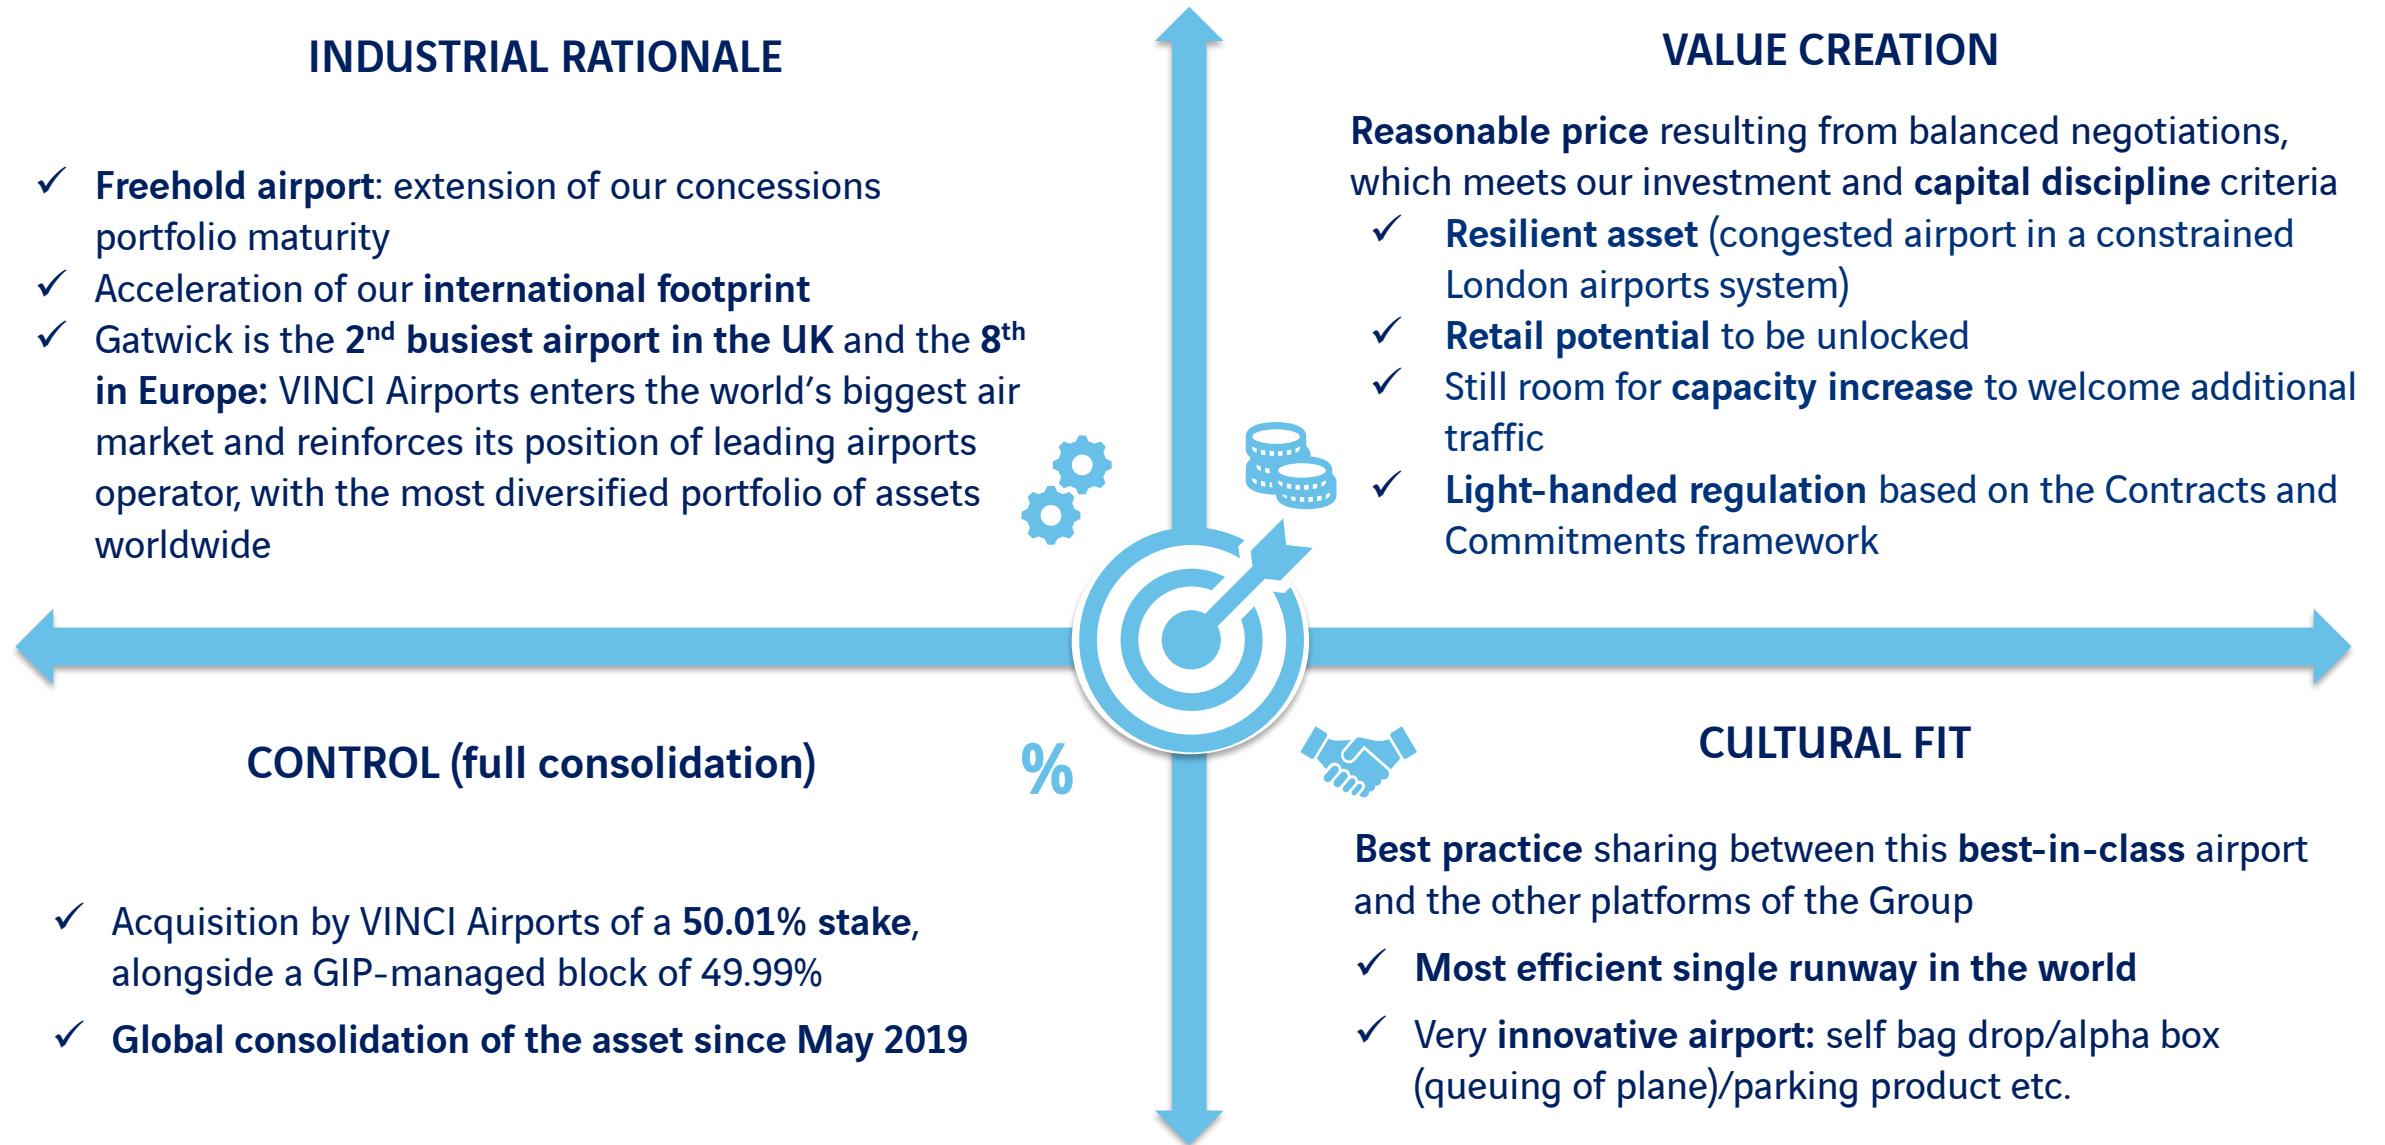 INDUSTRIAL RATIONALE
✓ Freehold airport: extension of our concessions
portfolio maturity
✓ Acceleration of our international footprint
✓ Gatwick is the 2nd busiest airport in the UK and the 8th
in Europe: VINCI Airports enters the world's biggest air
market and reinforces its position of leading airports
operator, with the most diversified portfolio of assets
worldwide
VALUE CREATION
Reasonable price resulting from balanced negotiations,
which meets our investment and capital discipline criteria
✓ Resilient asset (congested airport in a constrained
London airports system)
✓ Retail potential to be unlocked
✓ Still room for capacity increase to welcome additional
traffic
✓ Light-handed regulation based on the Contracts and
Commitments framework
CONTROL (full consolidation)
%
✓ Acquisition by VINCI Airports of a 50.01% stake,
alongside a GIP-managed block of 49.99%
✓ Global consolidation of the asset since May 2019
CULTURAL FIT
Best practice sharing between this best-in-class airport
and the other platforms of the Group
✓ Most efficient single runway in the world
✓ Very innovative airport: self bag drop/alpha box
(queuing of plane)/parking product etc.